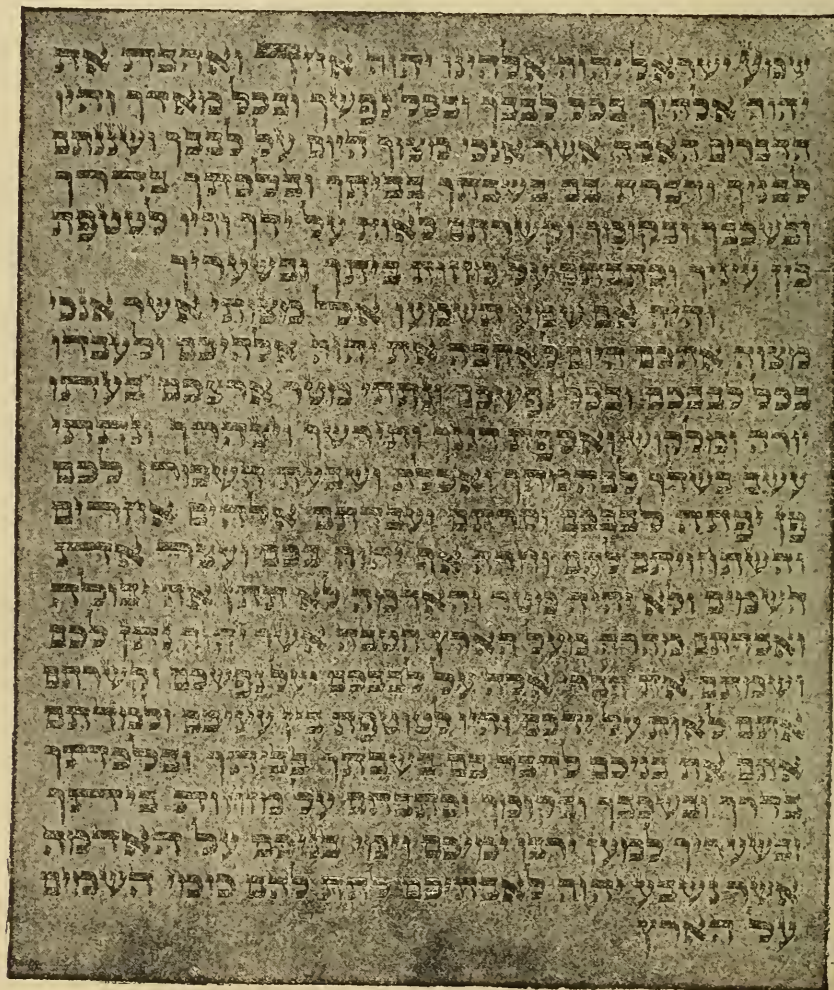 שמע ישראל יהוה אלהינו יהוה אחד ואהבת את
יהוה אלהיך בכל לבבך ובכל נפשך ובכל מאדך והיו
הדברים האלה אשר אנכי מצוך היום על לבבך ושננתם
לבניך ודברת בם בשבתך בביתך ובלכתך בדרך
ובשכבך ובקומך וקשרתם לאות על ידך והיו לטטפת
בין עיניך וכתבתם על מזזות ביתך ובשעריך
והיה אם שמע תשמעו אל מצותי אשר אנכי
מצוה אתכם היום לאהבה את יהוה אלהיכם ולעבדו
בכל לבבכם ובכל נפשכם ונתתי מטר ארצכם בעתו
יורה ומלקוש ואספת דגנך ותירשך ויצהרך ונתתי
עשב בשדך לבהמתך ואכלת ושבעת השמרו לכם
פן יפתה לבבכם וסרתם ועבדתם אלהים אחרים
והשתחויתם להם וחרה אף יהוה בכם ועצר את
השמים ולא יהיה מטר והאדמה לא תתן את יבולה
ואבדתם מהרה מעל הארץ הטבה אשר יהוה נתן לכם
ושמתם את דברי אלה על לבבכם ועל נפשכם וקשרתם
אתם לאות על ידכם והיו לטוטפת בין עיניכם ולמדתם
אתם את בניכם לדבר בם בשבתך בביתך ובלכתך
בדרך ובשכבך ובקומך וכתבתם על מזוזות ביתך
ובשעריך למען ירבו ימיכם וימי בניכם על האדמה
אשר נשבע יהוה לאבתיכם לתת להם כימי השמים
על הארץ